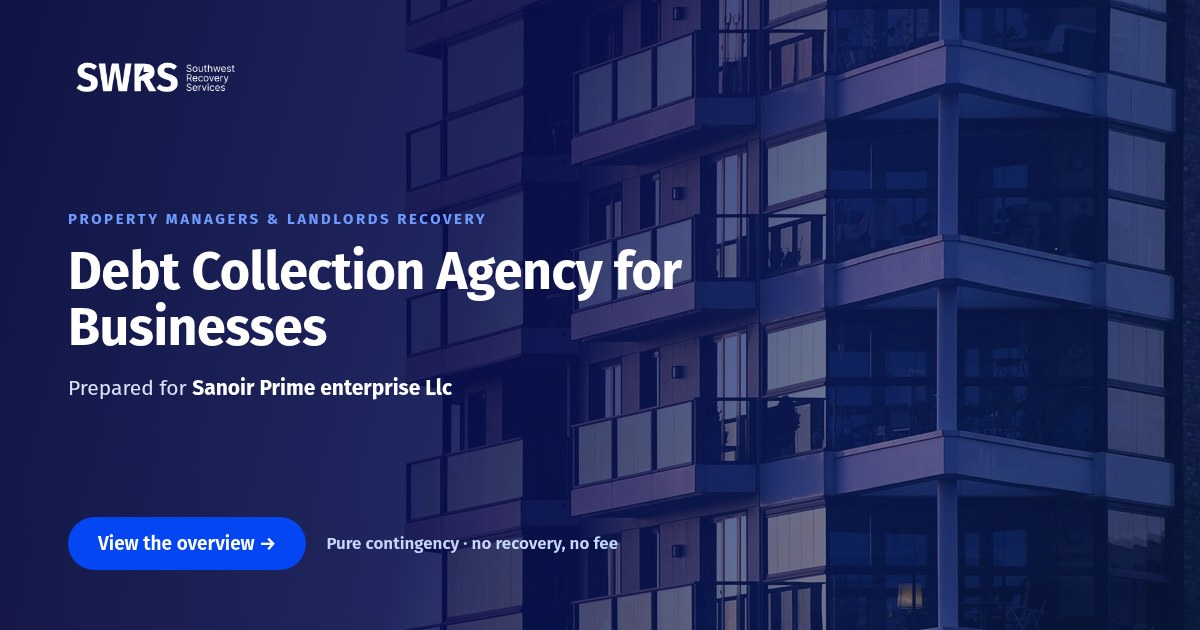 SWRS
Southwest
Recovery
Services
PROPERTY MANAGERS & LANDLORDS RECOVERY
Debt Collection Agency for
Businesses
Prepared for Sanoir Prime enterprise Llc
View the overview →
Pure contingency · no recovery, no fee